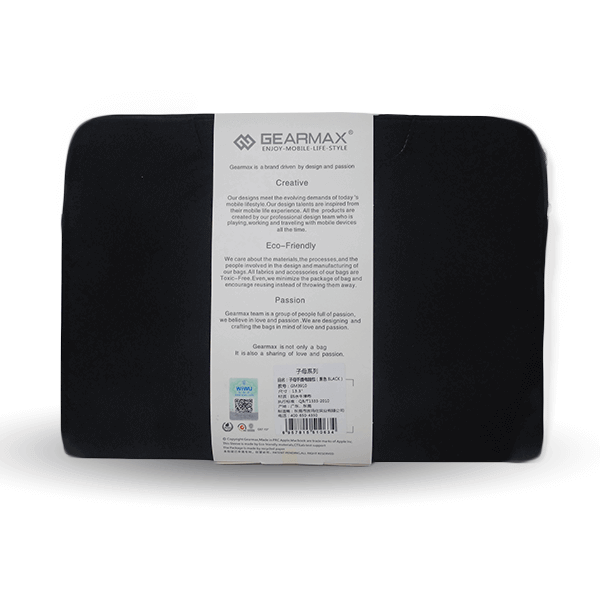 GEARMAX®
ENJOY·MOBILE·LIFE·STYLE
Gearmax is a brand driven by design and passion
Creative
Our designs meet the evolving demands of today 's
mobile lifestyle.Our design talents are inspired from
their mobile life experience. All the products are
created by our professional design team who is
playing,working and traveling with mobile devices
all the time.
Eco-Friendly
We care about the materials,the processes,and the
people involved in the design and manufacturing of
our bags.All fabrics and accessories of our bags are
Toxic-Free.Even,we minimize the package of bag and
encourage reusing instead of throwing them away.
Passion
Gearmax team is a group of people full of passion,
we believe in love and passion .We are designing and
crafting the bags in mind of love and passion.
Gearmax is not only a bag
It is also a sharing of love and passion.
子母系列
(黑色 BLACK)
13.3"
WiWU